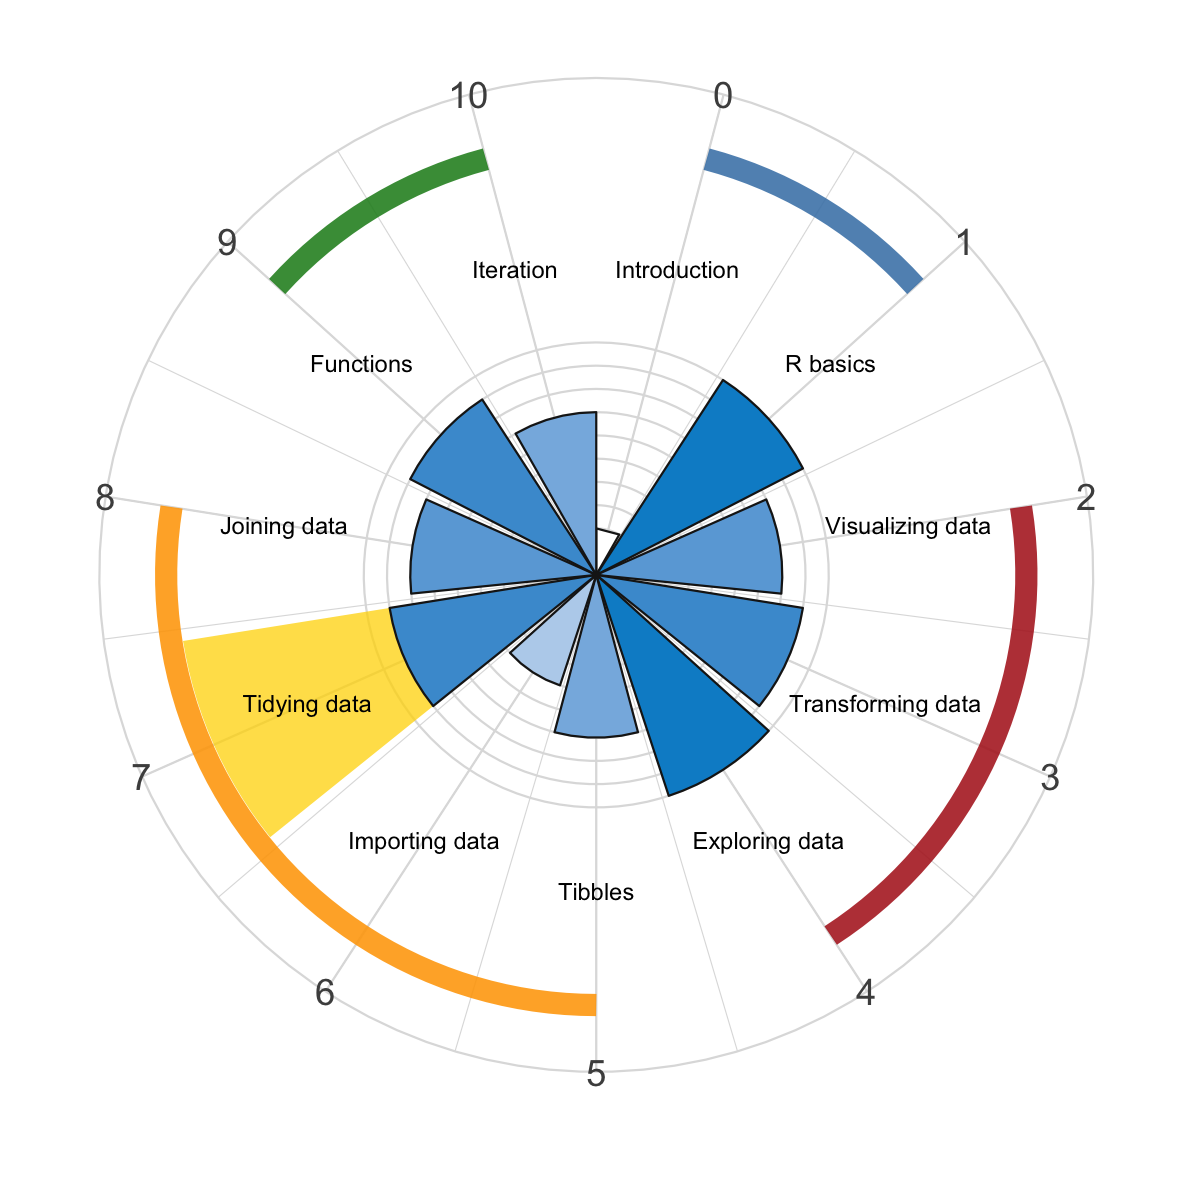 10
0
9
1
Iteration
Introduction
Functions
R basics
8
2
Joining data
Visualizing data
Tidying data
Transforming data
7
3
Importing data
Exploring data
Tibbles
6
4
5